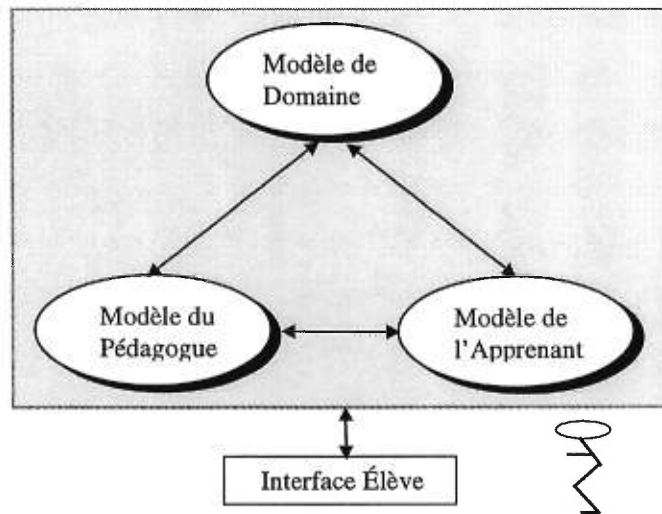 Modèle de
Domaine
Modèle du
Pédagogue
Modèle de
l'Apprenant
Interface Élève